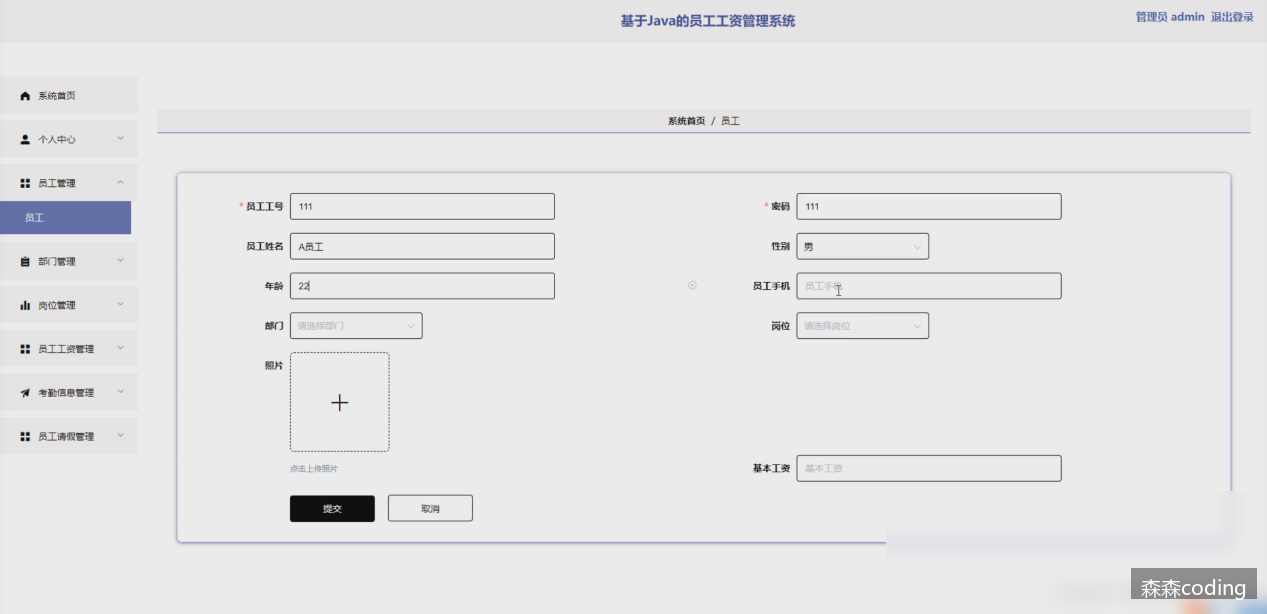 基于Java的员工工资管理系统
管理员 admin 退出登录
系统首页
个人中心
员工管理
员工
部门管理
岗位管理
员工工资管理
考勤信息管理
员工请假管理
系统首页 / 员工
* 员工工号 111
* 密码 111
员工姓名 A员工
性别 男
年龄 22
员工手机 员工手机
部门 请选择部门
岗位 请选择岗位
照片
点击上传照片
基本工资 基本工资
提交 取消
森森coding